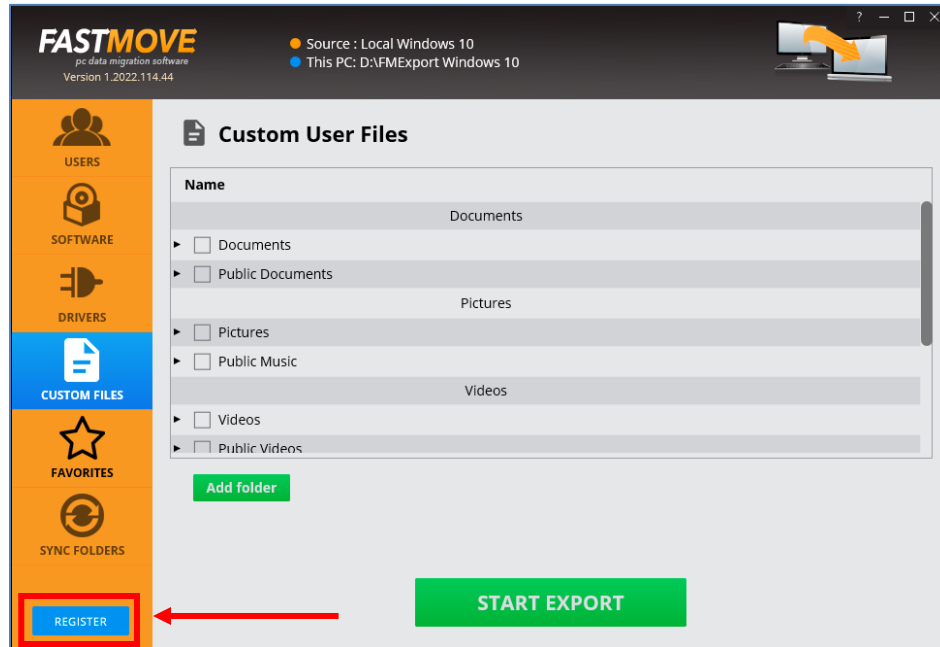 FASTMOVE
pc data migration software
Version 1.2022.114.44
Source : Local Windows 10
This PC: D:\FMExport Windows 10
?
USERS
SOFTWARE
DRIVERS
CUSTOM FILES
FAVORITES
SYNC FOLDERS
REGISTER
Custom User Files
Name
Documents
Documents
Public Documents
Pictures
Pictures
Public Music
Videos
Videos
Public Videos
Add folder
START EXPORT